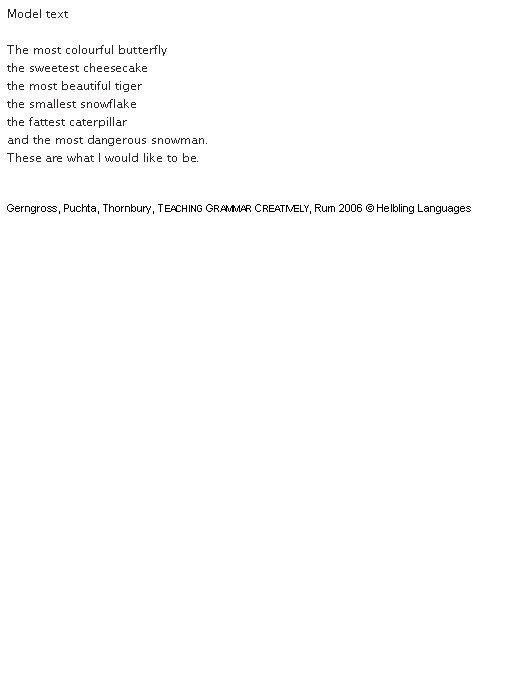 Model text
The most colourful butterfly
the sweetest cheesecake
the most beautiful tiger
the smallest snowflake
the fattest caterpillar
and the most dangerous snowman.
These are what I would like to be.
Gerngross, Puchta, Thornbury, TEACHING GRAMMAR CREATIVELY, Rum 2006 © Helbling Languages